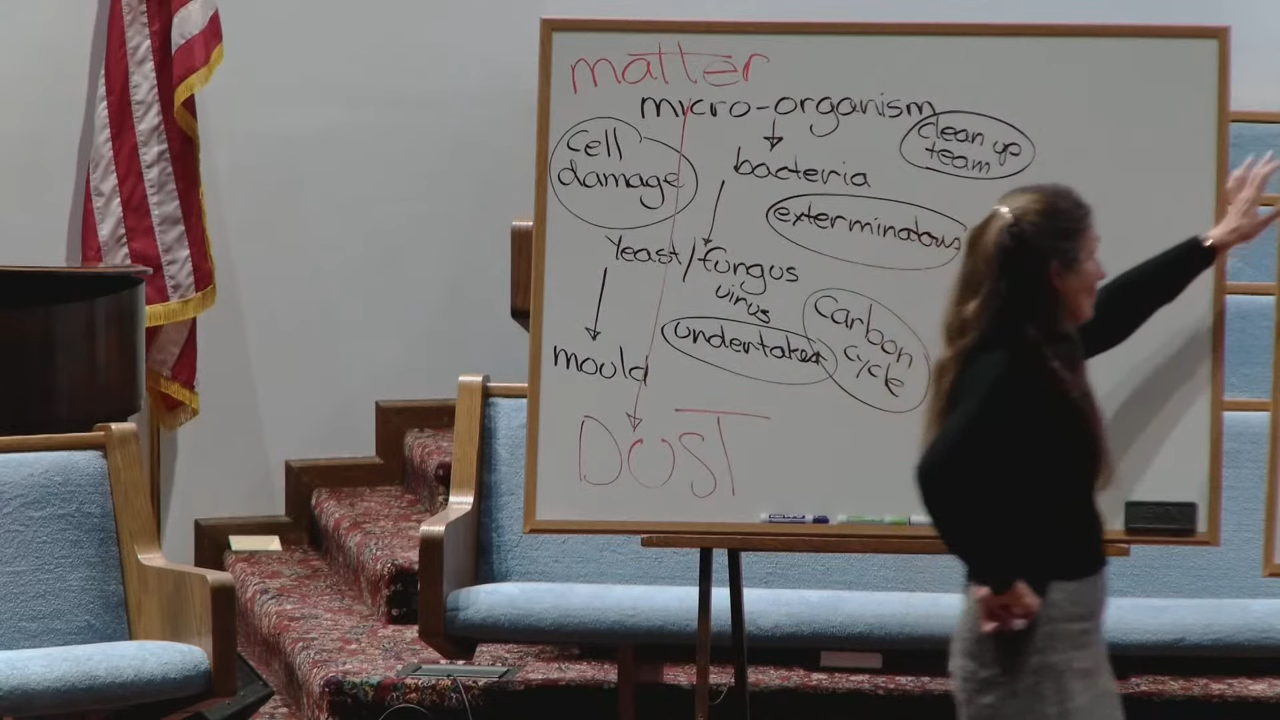 matter
micro-organism
clean up
team
cell
damage
bacteria
exterminators
Yeast/fungus
virus
Carbon
cycle
undertaker
mould
DUST